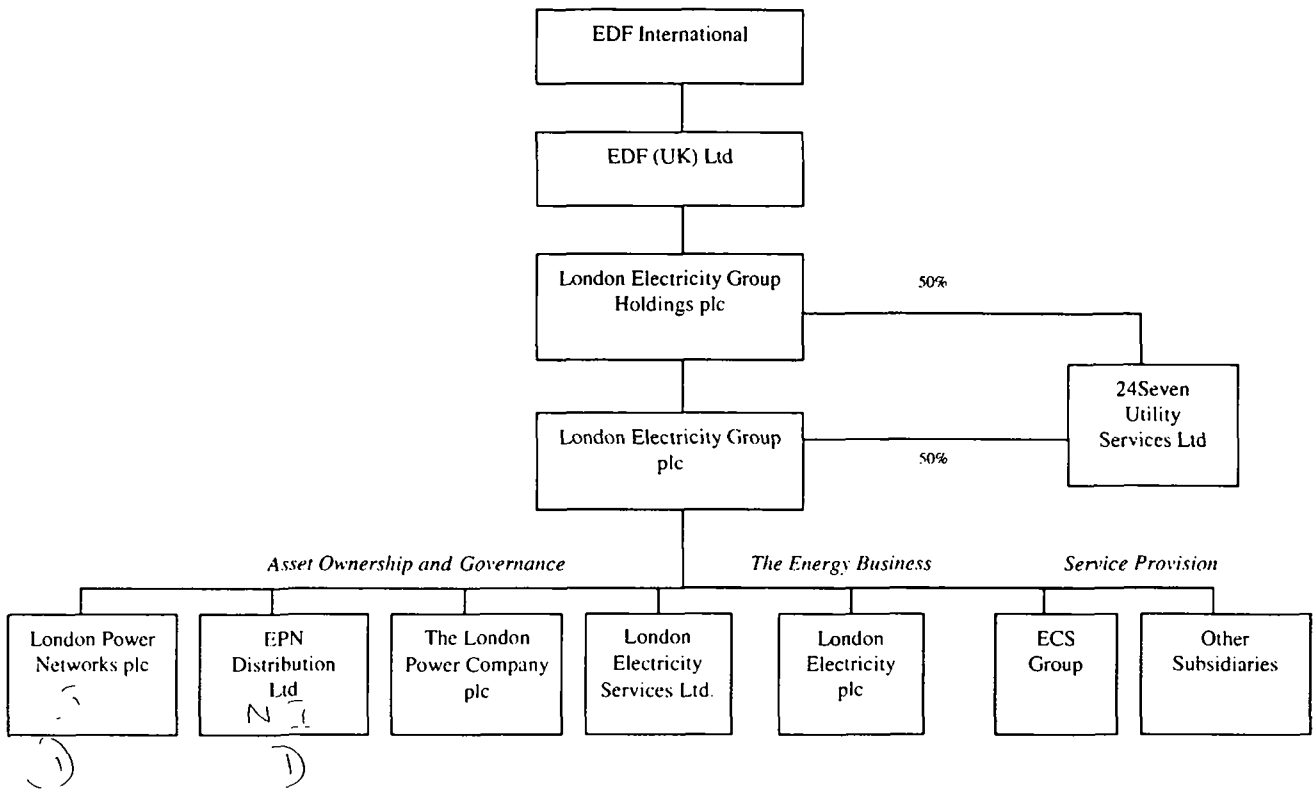 EDF International
EDF (UK) Ltd
London Electricity Group
Holdings plc
50%
24Seven
Utility
Services Ltd
London Electricity Group
plc
50%
Asset Ownership and Governance
The Energy Business
Service Provision
London Power
Networks plc
EPN
Distribution
Ltd
N I
The London
Power Company
plc
London
Electricity
Services Ltd.
London
Electricity
plc
ECS
Group
Other
Subsidiaries